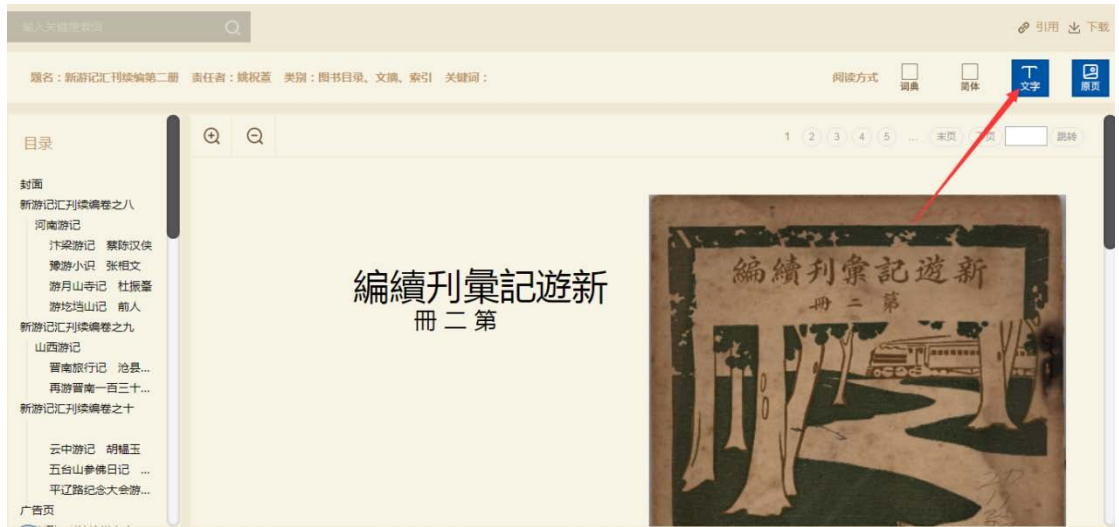 输入关键搜索词
引用 下载
题名：新游记汇刊续编第二册 责任者：姚祝萱 类别：图书目录、文摘、索引 关键词：
阅读方式 词典 简体 文字 原页
目录
1 2 3 4 5 ... 末页 下页 跳转
封面
新游记汇刊续编卷之八
河南游记
汴梁游记 蔡陈汉侠
豫游小识 张相文
游月山寺记 杜振鋆
游圪垱山记 前人
新游记汇刊续编卷之九
山西游记
晋南旅行记 沧县...
再游晋南一百三十...
新游记汇刊续编卷之十
云中游记 胡韫玉
五台山参佛日记 ...
平辽路纪念大会游...
广告页
編續刊彙記遊新
冊二第
編續刊彙記遊新
冊二第